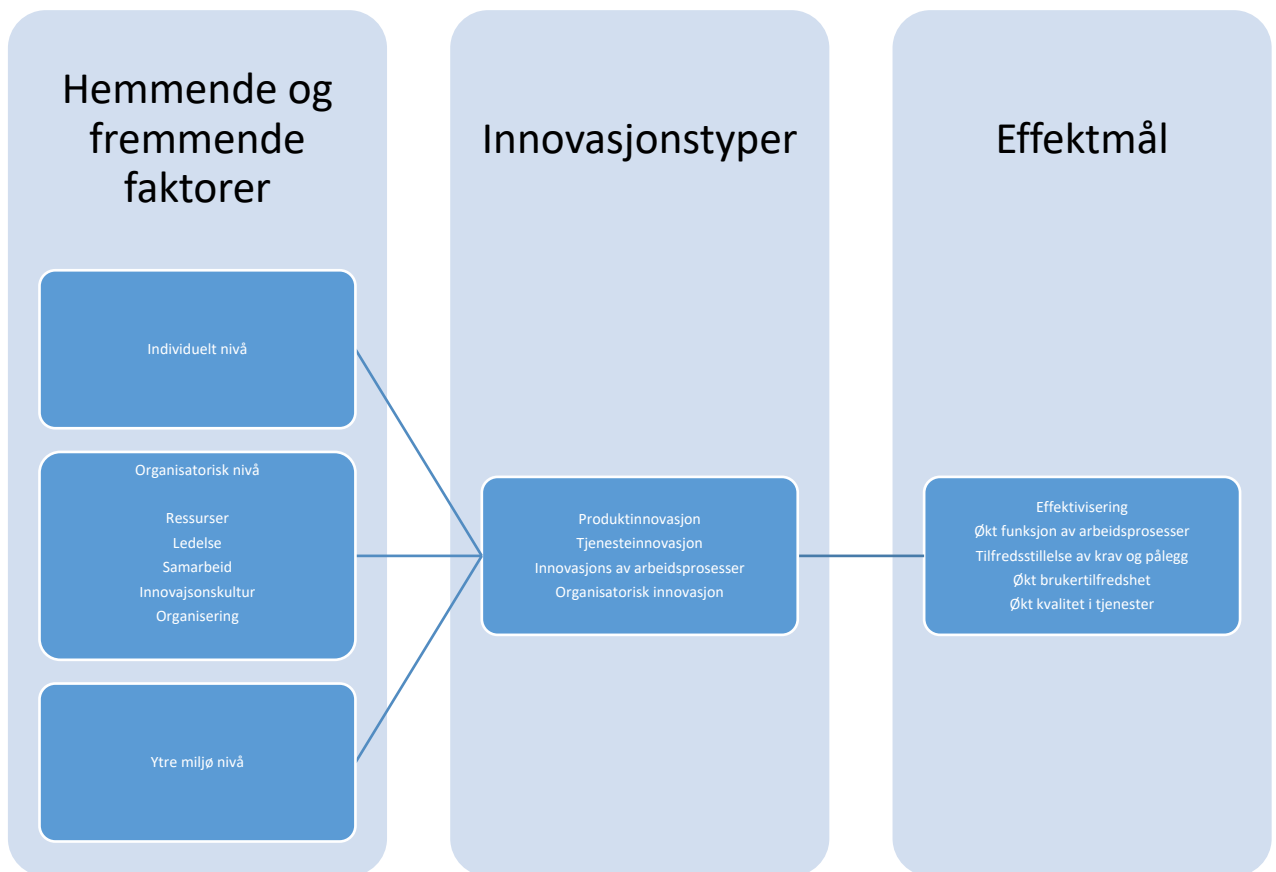 Hemmende og
fremmende
faktorer
Individuelt nivå
Organisatorisk nivå
Ressurser
Ledelse
Samarbeid
Innovajsonskultur
Organisering
Ytre miljø nivå
Innovasjonstyper
Produktinnovasjon
Tjenesteinnovasjon
Innovasjons av arbeidsprosesser
Organisatorisk innovasjon
Effektmål
Effektivisering
Økt funksjon av arbeidsprosesser
Tilfredsstillelse av krav og pålegg
Økt brukertilfredshet
Økt kvalitet i tjenester